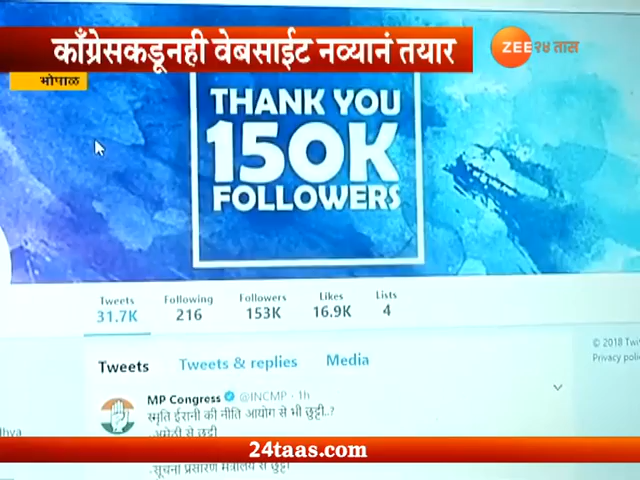 काँग्रेसकडूनही वेबसाईट नव्यानं तयार
ZEE २४ तास
भोपाळ
THANK YOU
150K
FOLLOWERS
Tweets Following Followers Likes Lists
31.7K 216 153K 16.9K 4
© 2018 Twi
Privacy poli
Tweets Tweets & replies Media
MP Congress @INCMP · 1h
स्मृति ईरानी की नीति आयोग से भी छुट्टी..?
dhya
-अमेठी से छुट्टी
24taas.com
-सूचना प्रसारण मंत्रालय से छुट्टी